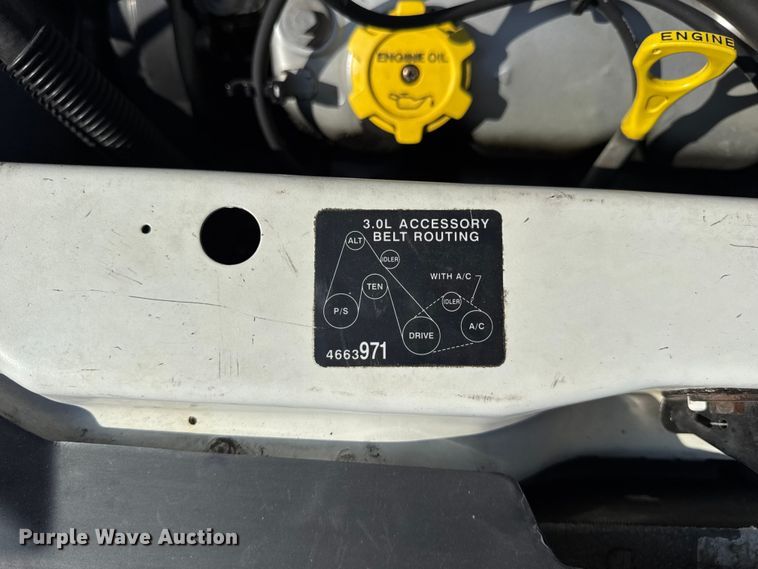 ENGINE OIL
ENGINE
3.0L ACCESSORY
BELT ROUTING
ALT
IDLER
WITH A/C
TEN
IDLER
P/S
DRIVE
A/C
4663971
Purple Wave Auction